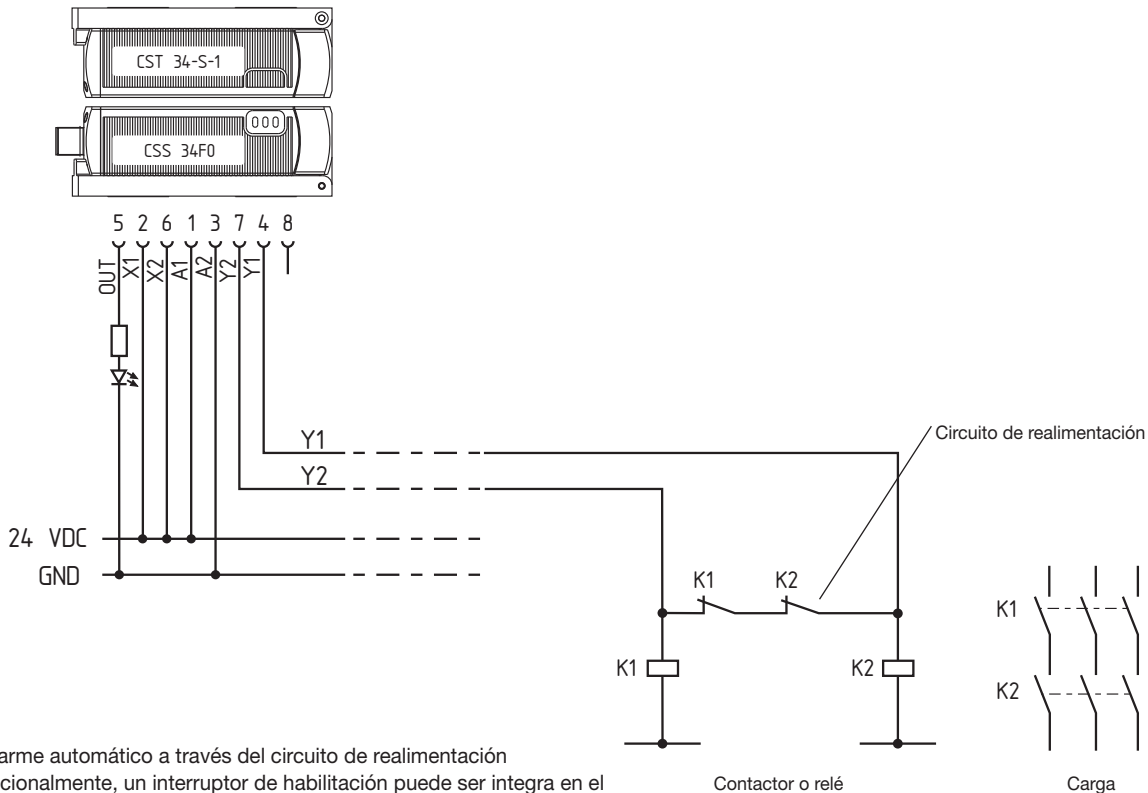 CST 34-S-1
000
CSS 34F0
5 2 6 1 3 7 4 8
OUT X1 X2 A1 A2 Y2 Y1
Y1
Circuito de realimentación
Y2
24 VDC
GND
K1 K2
K1
K1 K2
K2
arme automático a través del circuito de realimentación
cionalmente, un interruptor de habilitación puede ser integra en el
Contactor o relé
Carga